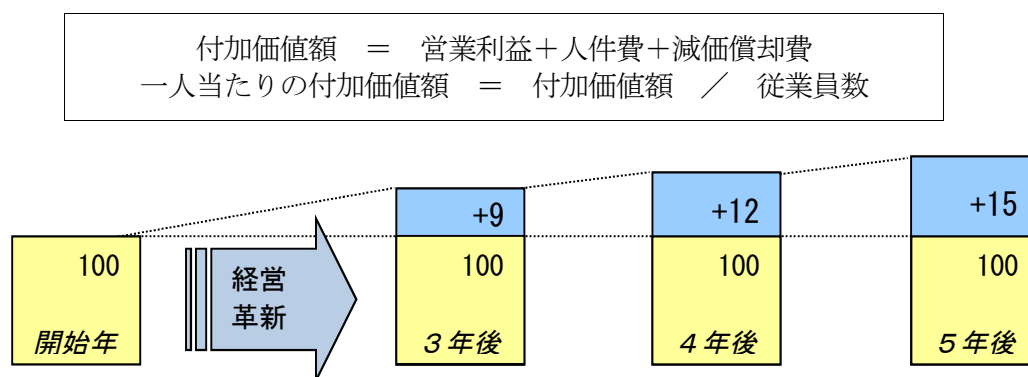 付加価値額 ＝ 営業利益＋人件費＋減価償却費
一人当たりの付加価値額 ＝ 付加価値額 ／ 従業員数
+9
+12
+15
100
経営
革新
100
100
100
開始年
３年後
４年後
５年後